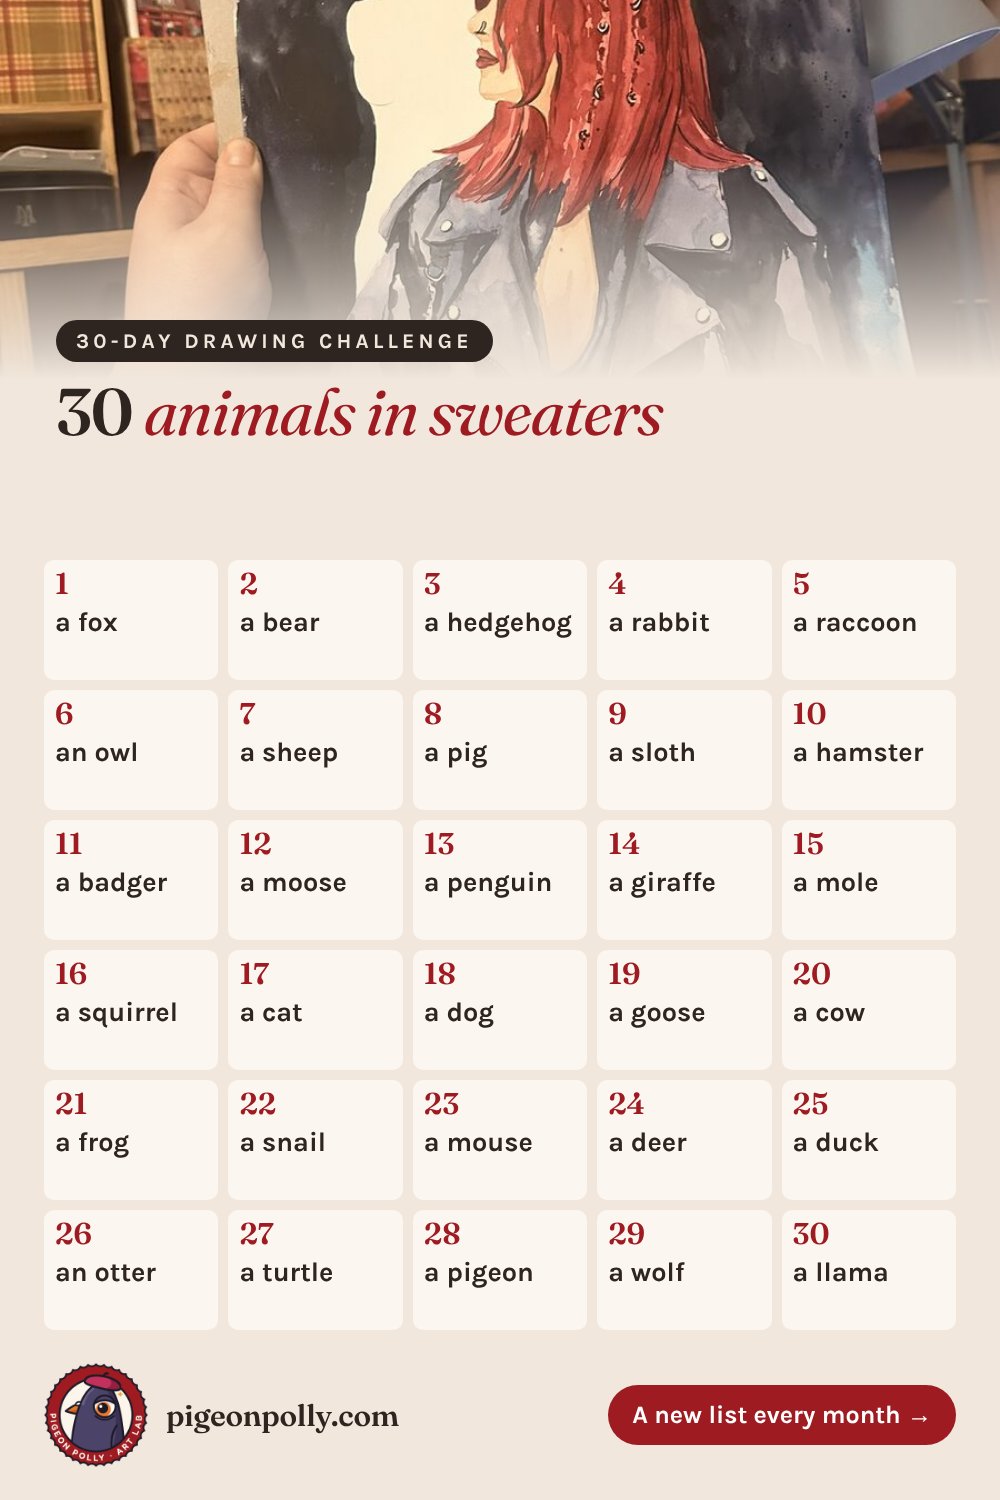 30-DAY DRAWING CHALLENGE
30 animals in sweaters
1
a fox
2
a bear
3
a hedgehog
4
a rabbit
5
a raccoon
6
an owl
7
a sheep
8
a pig
9
a sloth
10
a hamster
11
a badger
12
a moose
13
a penguin
14
a giraffe
15
a mole
16
a squirrel
17
a cat
18
a dog
19
a goose
20
a cow
21
a frog
22
a snail
23
a mouse
24
a deer
25
a duck
26
an otter
27
a turtle
28
a pigeon
29
a wolf
30
a llama
PIGEON POLLY · ART LAB
pigeonpolly.com
A new list every month →